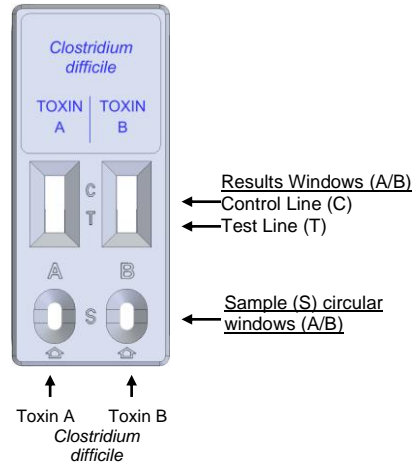 Clostridium
difficile
TOXIN TOXIN
A B
C
T
Results Windows (A/B)
Control Line (C)
Test Line (T)
A B
S
Sample (S) circular
windows (A/B)
Toxin A Toxin B
Clostridium
difficile